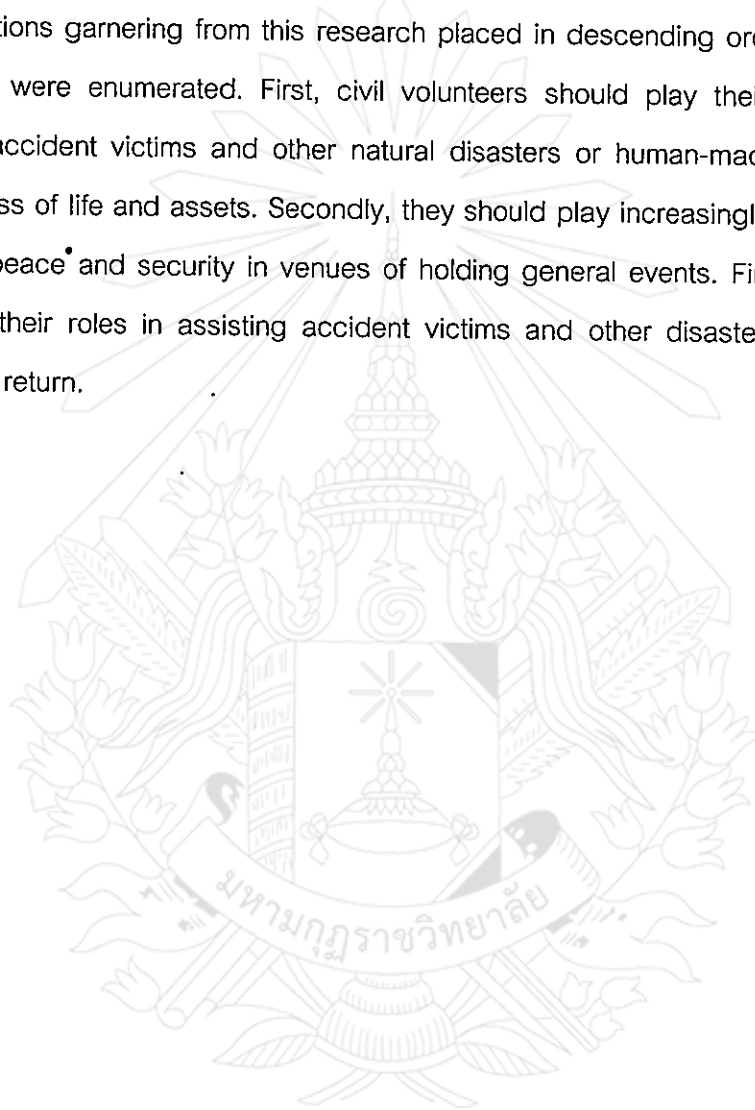 tions garnering from this research placed in descending or
were enumerated. First, civil volunteers should play thei
accident victims and other natural disasters or human-mad
ss of life and assets. Secondly, they should play increasingl
peace and security in venues of holding general events. Fi
their roles in assisting accident victims and other disaste
return.
มหามกุฏราชวิทยาลัย